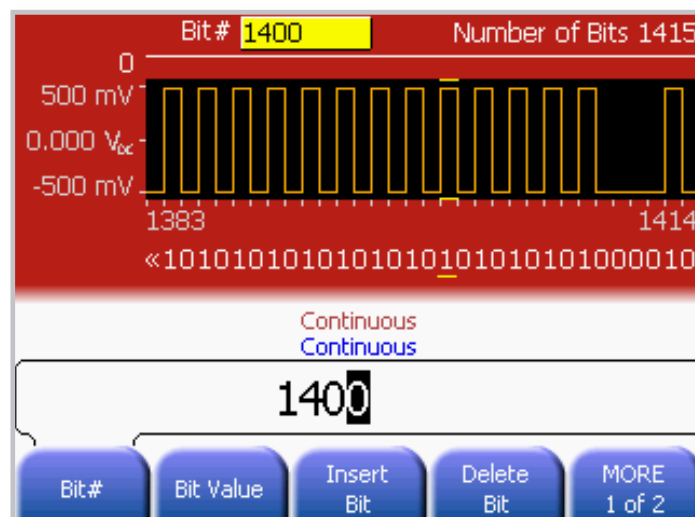 Bit# 1400 Number of Bits 1415
0
500 mV
0.000 Vdc
-500 mV
1383 1414
«10101010101010101010101010100010
Continuous
Continuous
1400
Bit# Bit Value Insert Bit Delete Bit MORE 1 of 2